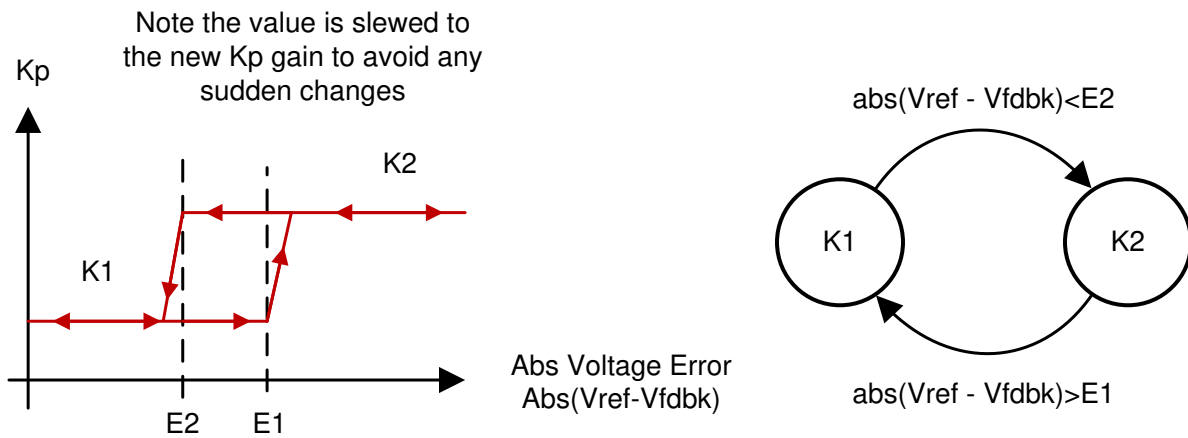 Note the value is slewed to
the new Kp gain to avoid any
sudden changes
Kp
K2
K1
E2
E1
Abs Voltage Error
Abs(Vref-Vfdbk)
abs(Vref - Vfdbk)<E2
K1
K2
abs(Vref - Vfdbk)>E1